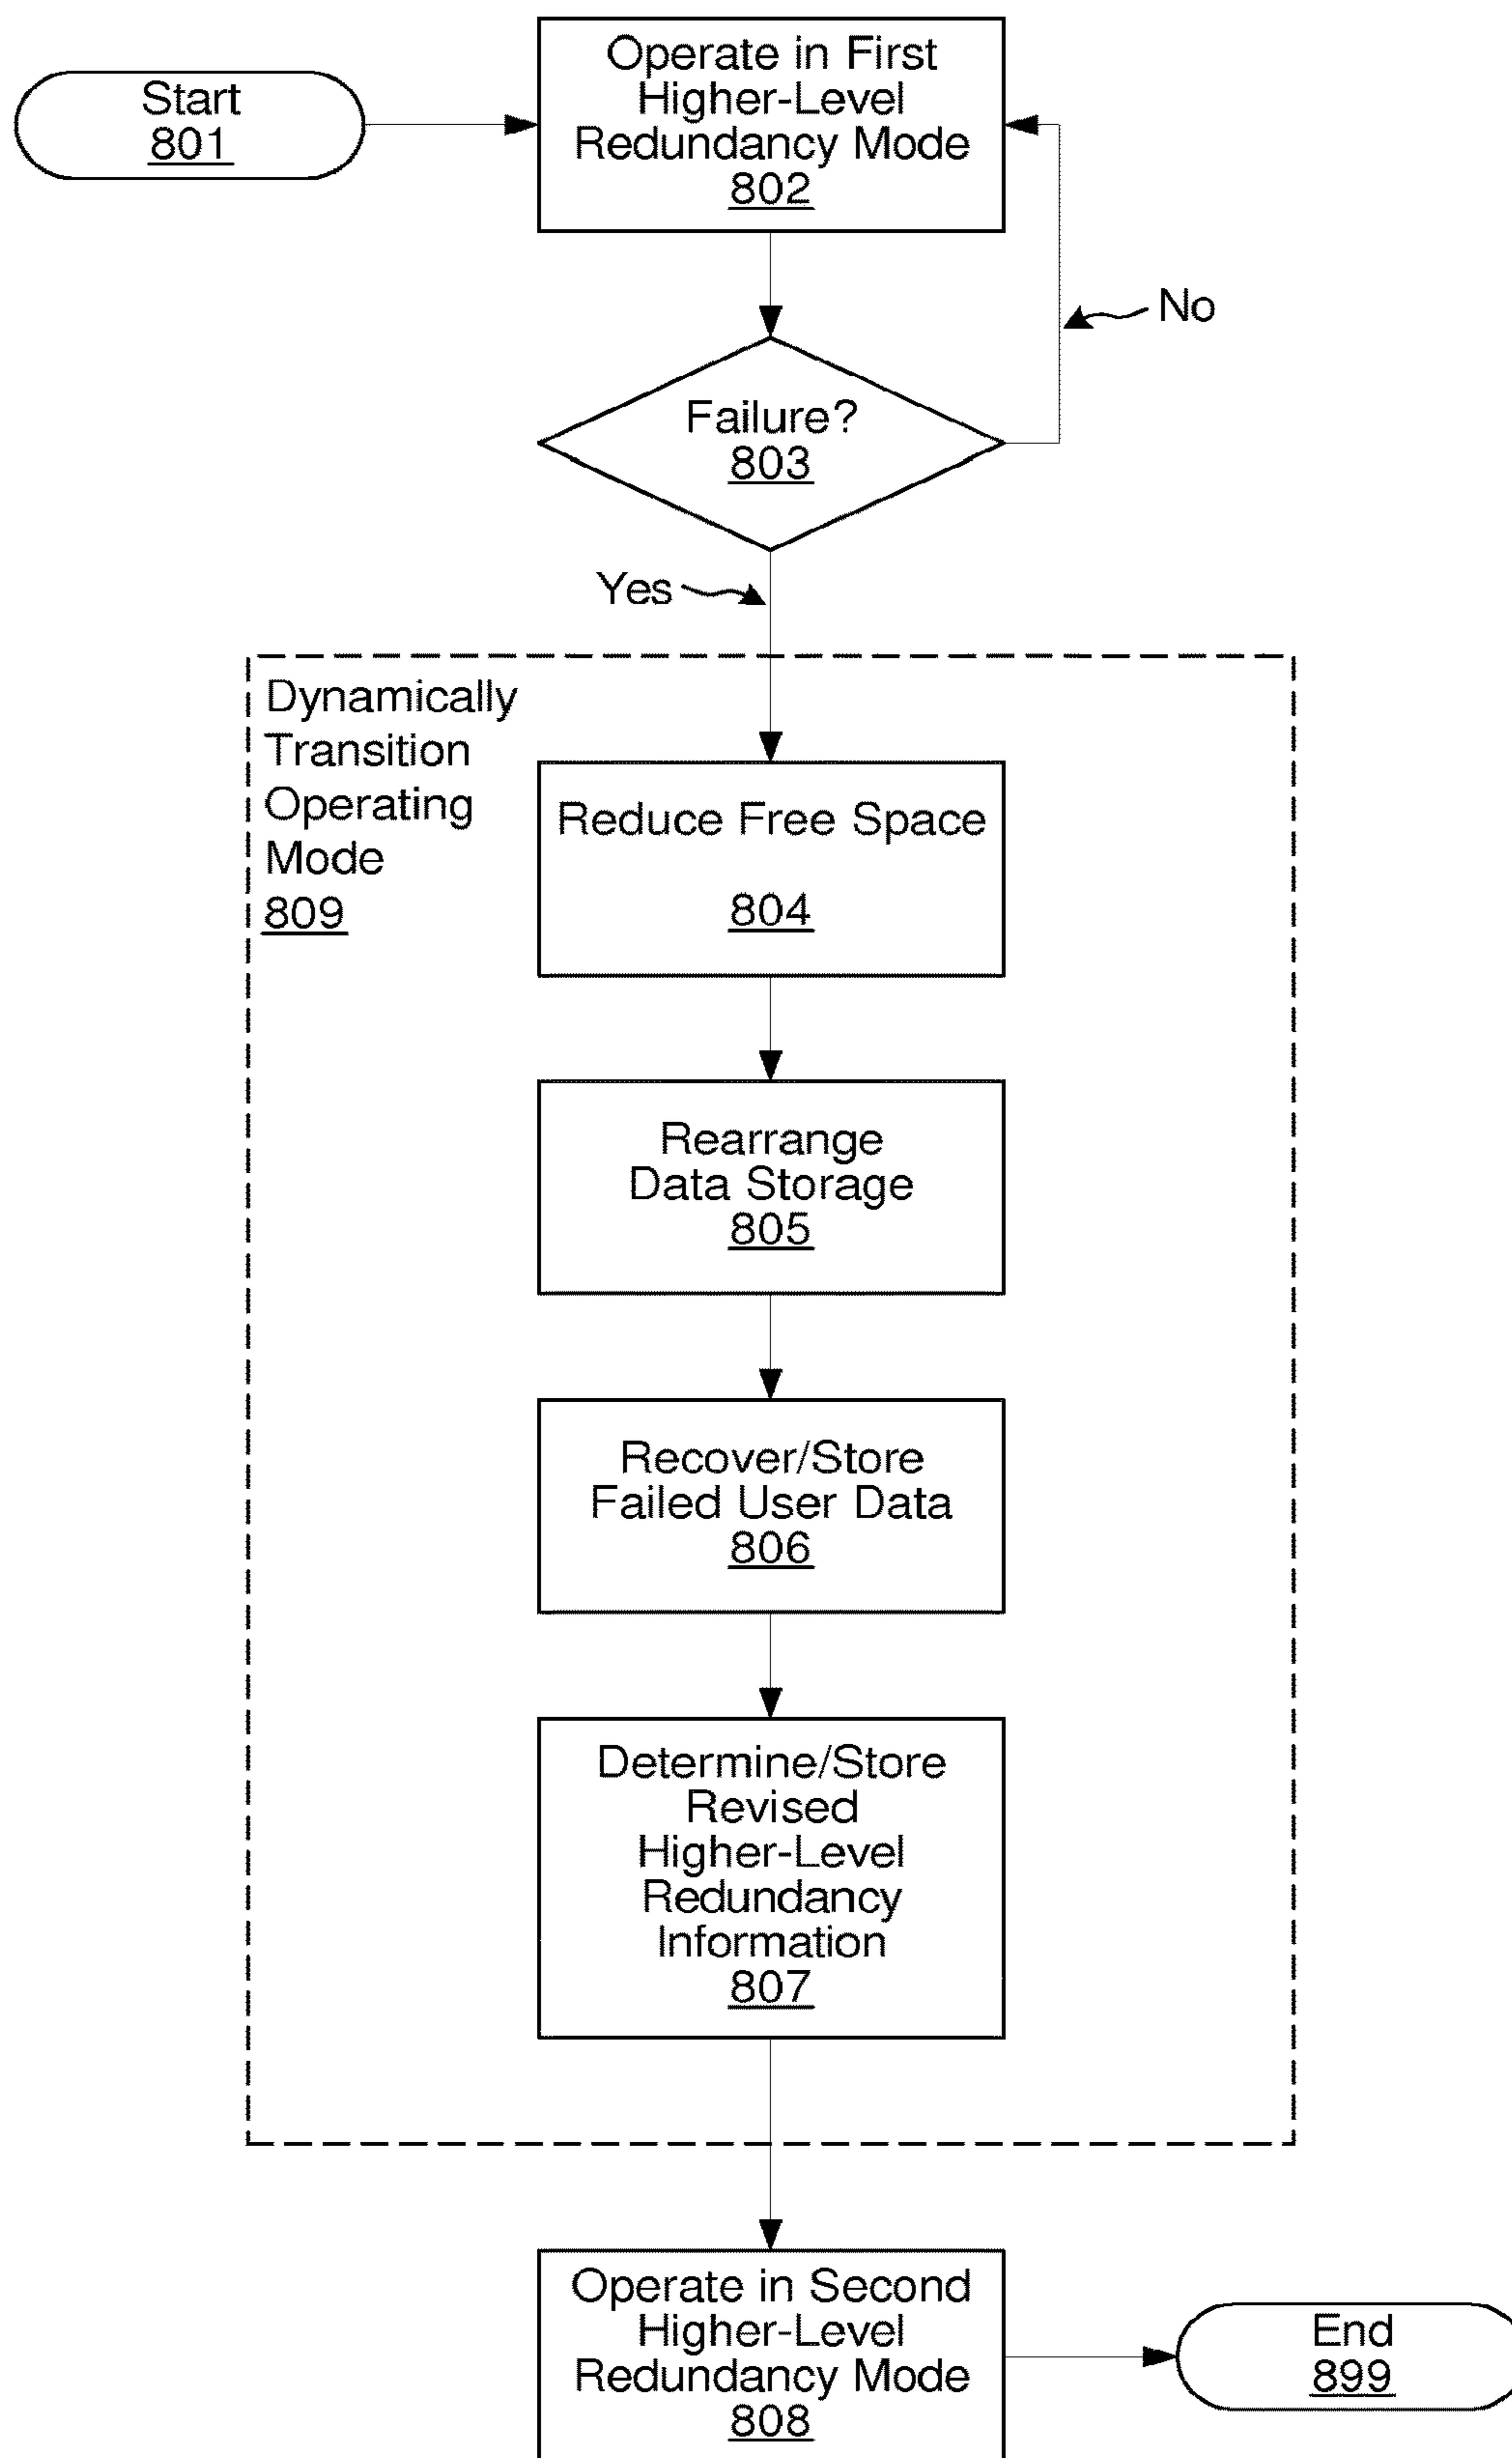 Start
801
Operate in First
Higher-Level
Redundancy Mode
802
No
Failure?
803
Yes
Dynamically
Transition
Operating
Mode
809
Reduce Free Space
804
Rearrange
Data Storage
805
Recover/Store
Failed User Data
806
Determine/Store
Revised
Higher-Level
Redundancy
Information
807
Operate in Second
Higher-Level
Redundancy Mode
808
End
899